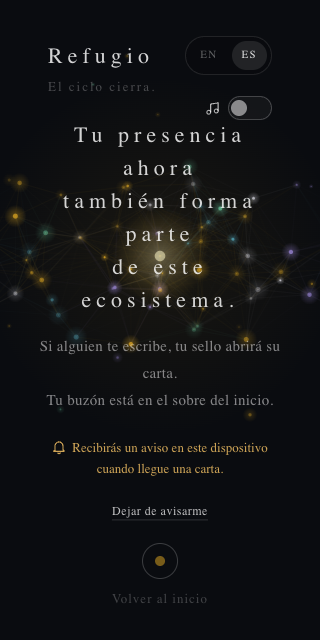 Refugio
EN ES
El ciclo cierra.
Tu presencia
ahora
también forma
parte
de este
ecosistema.
Si alguien te escribe, tu sello abrirá su
carta.
Tu buzón está en el sobre del inicio.
Recibirás un aviso en este dispositivo
cuando llegue una carta.
Dejar de avisarme
Volver al inicio